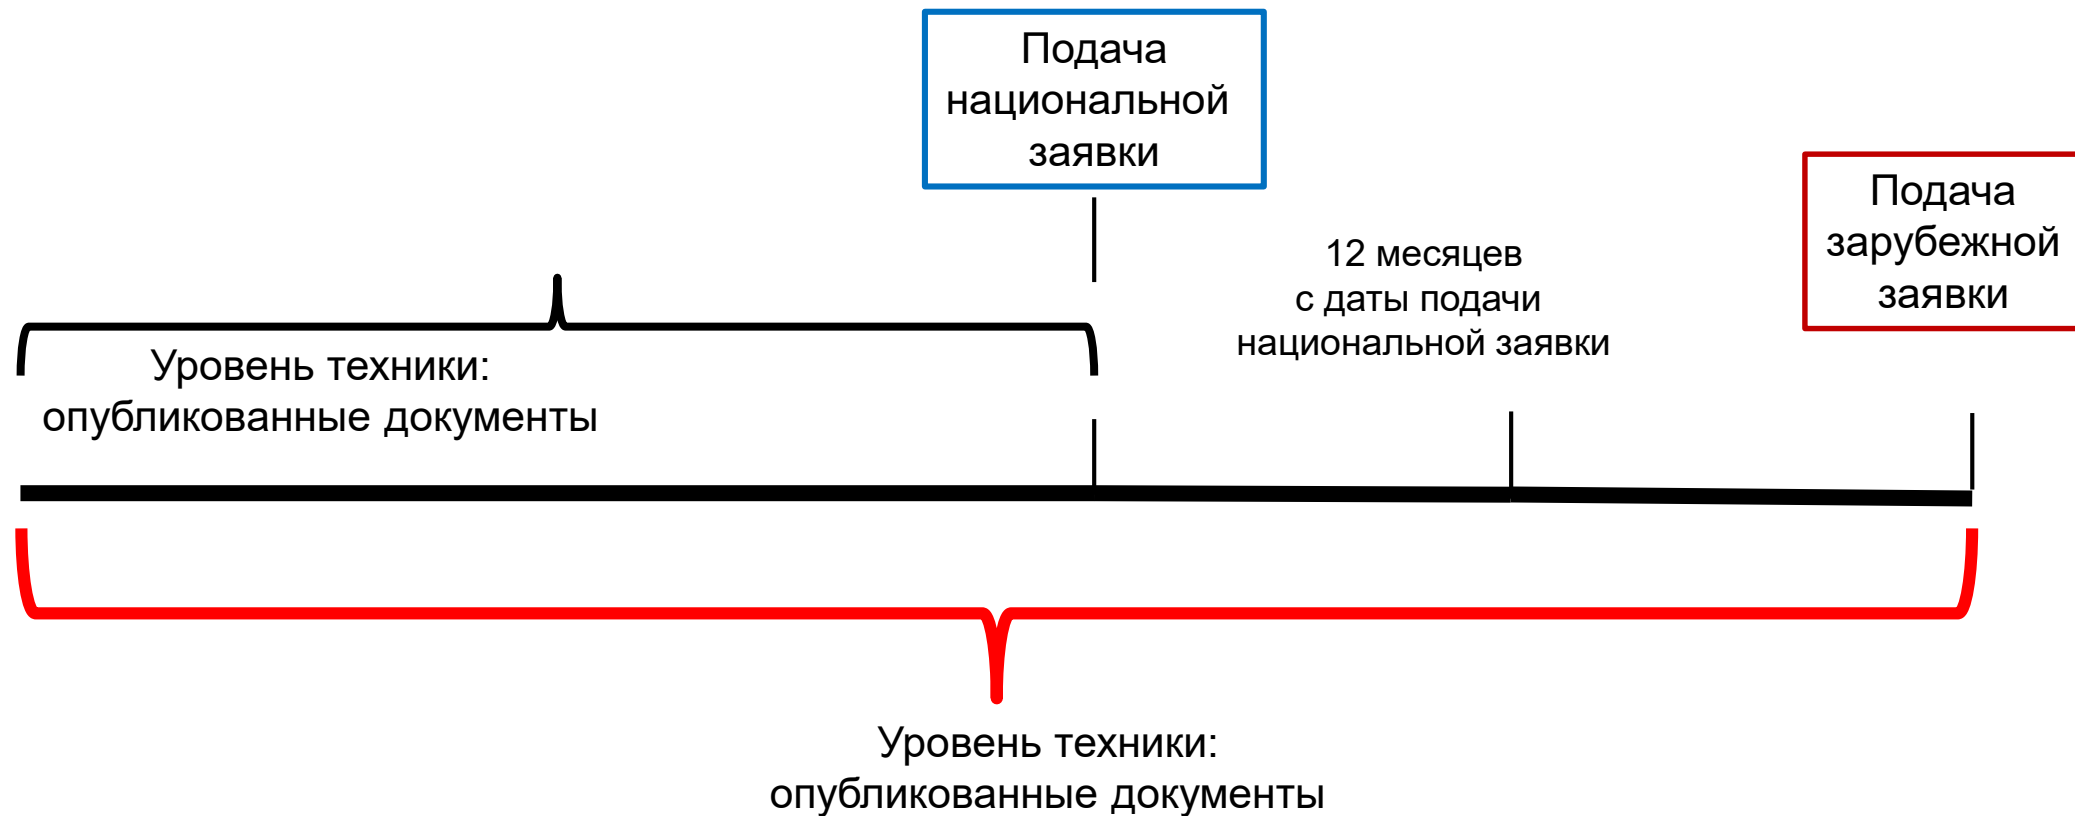 Подача
национальной
заявки
Подача
зарубежной
заявки
12 месяцев
с даты подачи
национальной заявки
Уровень техники:
опубликованные документы
Уровень техники:
опубликованные документы